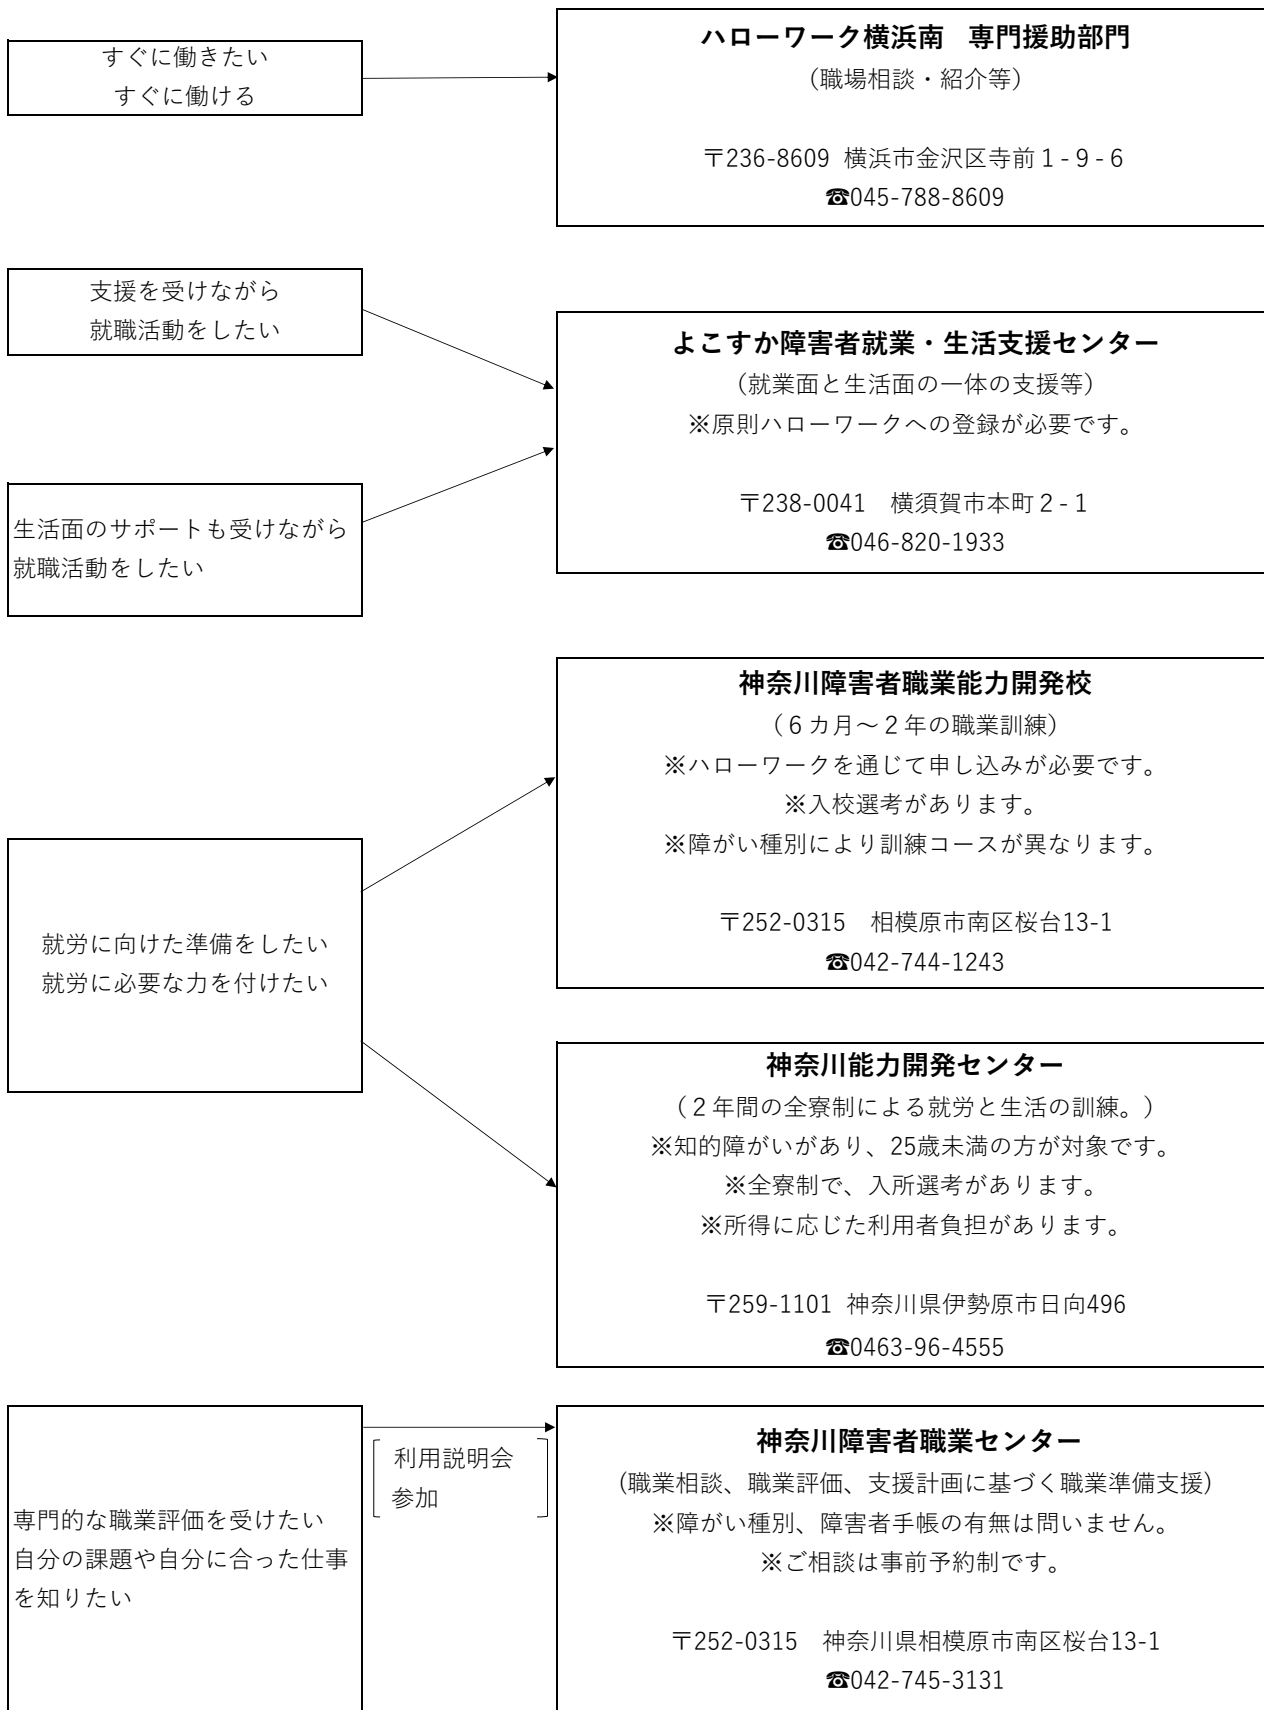 すぐに働きたい
すぐに働ける
ハローワーク横浜南　専門援助部門
（職場相談・紹介等）
〒236-8609 横浜市金沢区寺前１-９-６
☎045-788-8609
支援を受けながら
就職活動をしたい
生活面のサポートも受けながら
就職活動をしたい
よこすか障害者就業・生活支援センター
（就業面と生活面の一体の支援等）
※原則ハローワークへの登録が必要です。
〒238-0041　横須賀市本町２-１
☎046-820-1933
就労に向けた準備をしたい
就労に必要な力を付けたい
神奈川障害者職業能力開発校
（６カ月～２年の職業訓練）
※ハローワークを通じて申し込みが必要です。
※入校選考があります。
※障がい種別により訓練コースが異なります。
〒252-0315　相模原市南区桜台13-1
☎042-744-1243
神奈川能力開発センター
（２年間の全寮制による就労と生活の訓練。）
※知的障がいがあり、25歳未満の方が対象です。
※全寮制で、入所選考があります。
※所得に応じた利用者負担があります。
〒259-1101 神奈川県伊勢原市日向496
☎0463-96-4555
専門的な職業評価を受けたい
自分の課題や自分に合った仕事
を知りたい
利用説明会
参加
神奈川障害者職業センター
(職業相談、職業評価、支援計画に基づく職業準備支援)
※障がい種別、障害者手帳の有無は問いません。
※ご相談は事前予約制です。
〒252-0315　神奈川県相模原市南区桜台13-1
☎042-745-3131